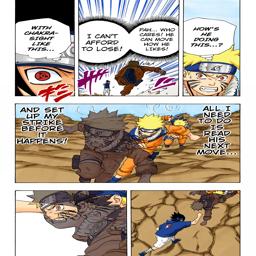 HOW'S
HE
DOING
THIS...?
PAH... WHO
CARES! HE
CAN MOVE
HOW HE
LIKES!
I CAN'T
AFFORD
TO LOSE!
WITH
CHAKRA-
SIGHT
LIKE
THIS...
ALL I
NEED
TO DO
IS
READ
HIS
NEXT
MOVE...
AND SET
UP MY
STRIKE
BEFORE
IT
HAPPENS!